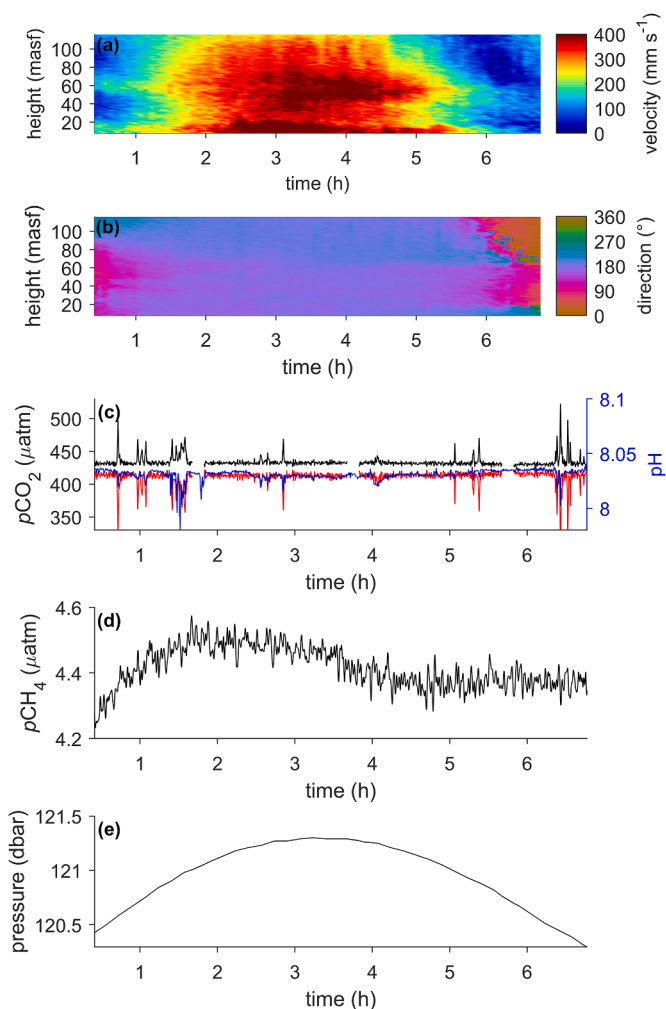 (a)
height (masf)
100
80
60
40
20
1 2 3 4 5 6
time (h)
400
300
200
100
0
velocity (mm s⁻¹)
(b)
height (masf)
100
80
60
40
20
1 2 3 4 5 6
time (h)
360
270
180
90
0
direction (°)
(c)
pCO₂ (μatm)
500
450
400
350
1 2 3 4 5 6
time (h)
8.1
8.05
8
pH
(d)
pCH₄ (μatm)
4.6
4.4
4.2
1 2 3 4 5 6
time (h)
(e)
pressure (dbar)
121.5
121
120.5
1 2 3 4 5 6
time (h)